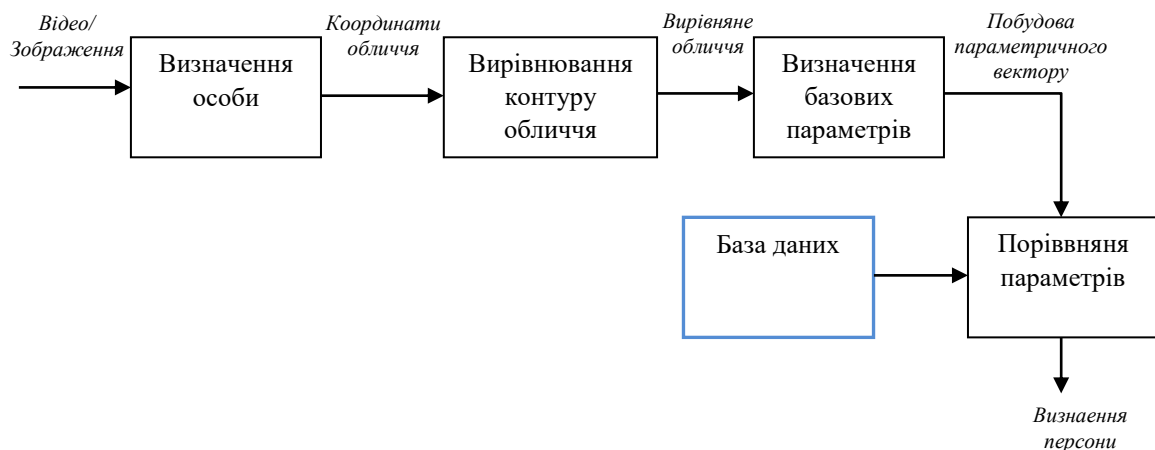 Відео/
Зображення
Визначення
особи
Координати
обличчя
Вирівнювання
контуру
обличчя
Вирівняне
обличчя
Визначення
базових
параметрів
Побудова
параметричного
вектору
База даних
Поріввняня
параметрів
Визнаення
персони